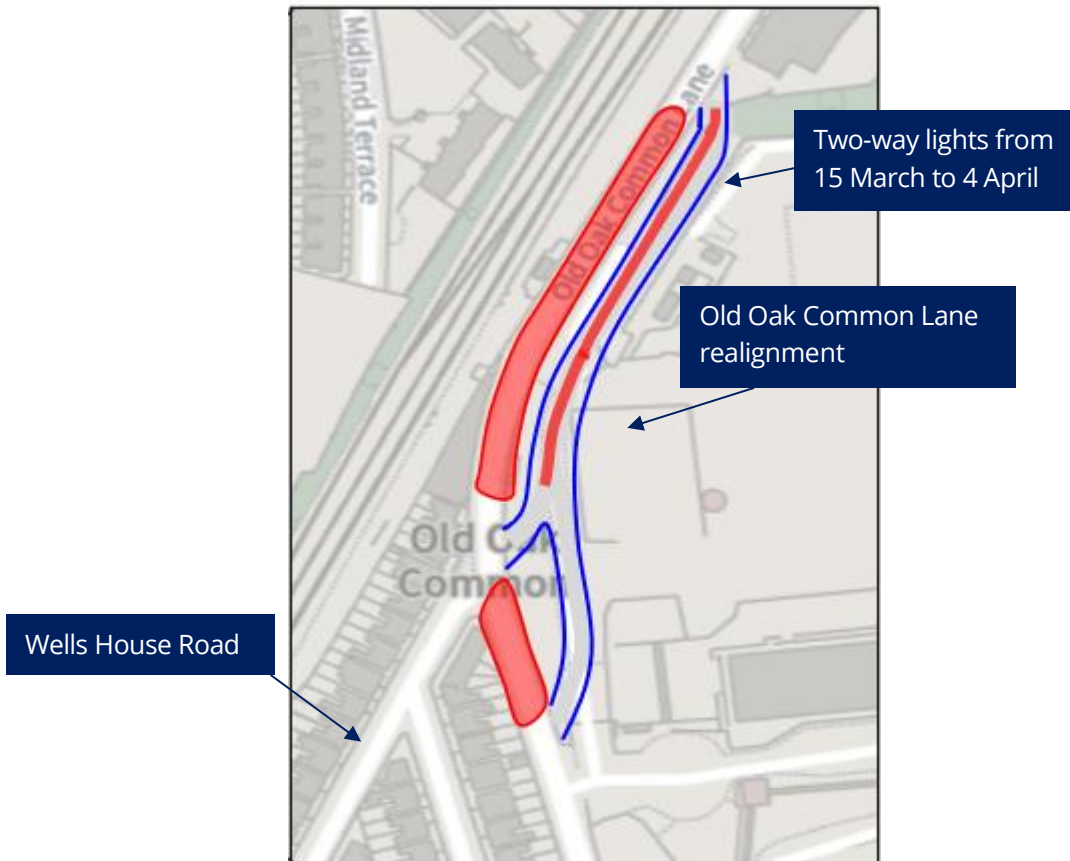 Midland Terrace
Old Oak Common Lane
Two-way lights from
15 March to 4 April
Old Oak Common Lane
realignment
Old Oak
Common
Wells House Road